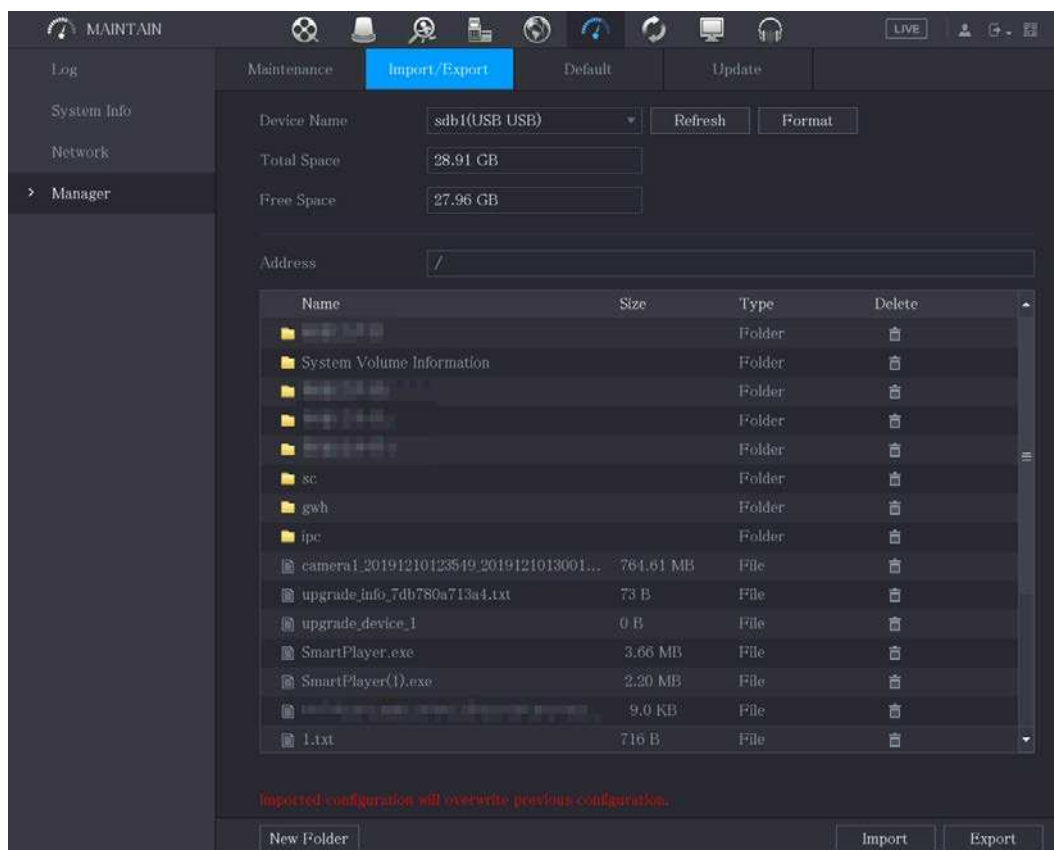 MAINTAIN LIVE
Log
System Info
Network
Manager
Maintenance Import/Export Default Update
Device Name sdb1(USB USB) Refresh Format
Total Space 28.91 GB
Free Space 27.96 GB
Address /
Name Size Type Delete
Folder
System Volume Information Folder
Folder
Folder
Folder
sc Folder
gwh Folder
ipc Folder
camera1_20191210123549_2019121013001... 764.61 MB File
upgrade_info_7db780a713a4.txt 73 B File
upgrade_device_1 0 B File
SmartPlayer.exe 3.66 MB File
SmartPlayer(1).exe 2.20 MB File
9.0 KB File
1.txt 716 B File
Imported configuration will overwrite previous configuration.
New Folder Import Export